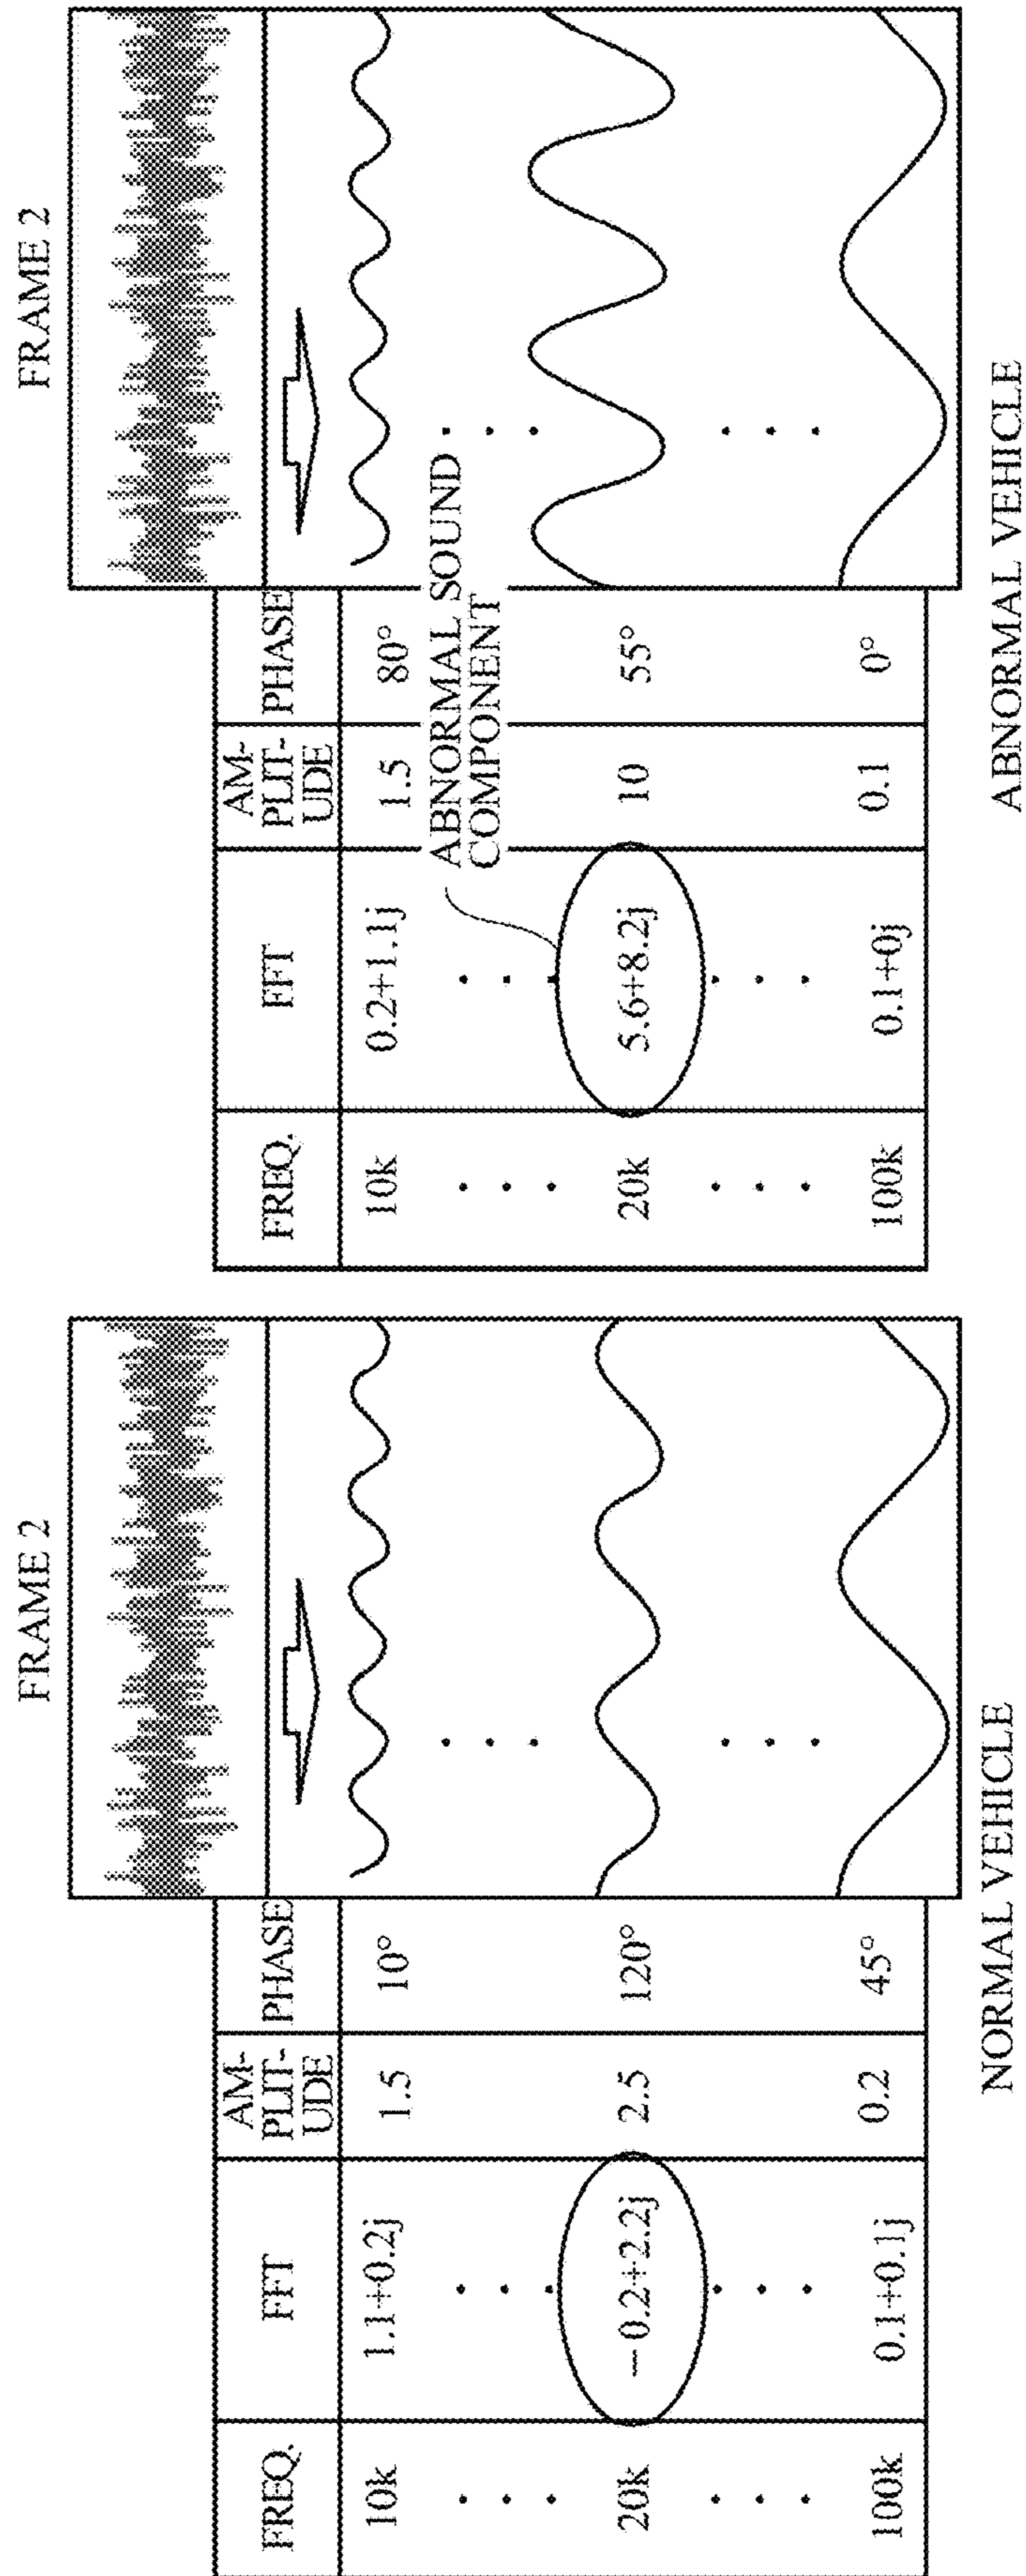 FRAME 2
FREQ. FFT AM- PHASE
PLIT-
UDE
10k 1.1+0.2j 1.5 10°
20k −0.2+2.2j 2.5 120°
100k 0.1+0.1j 0.2 45°
NORMAL VEHICLE
FRAME 2
FREQ. FFT AM- PHASE
PLIT-
UDE
10k 0.2+1.1j 1.5 80°
ABNORMAL SOUND
COMPONENT
20k 5.6+8.2j 10 55°
100k 0.1+0j 0.1 0°
ABNORMAL VEHICLE